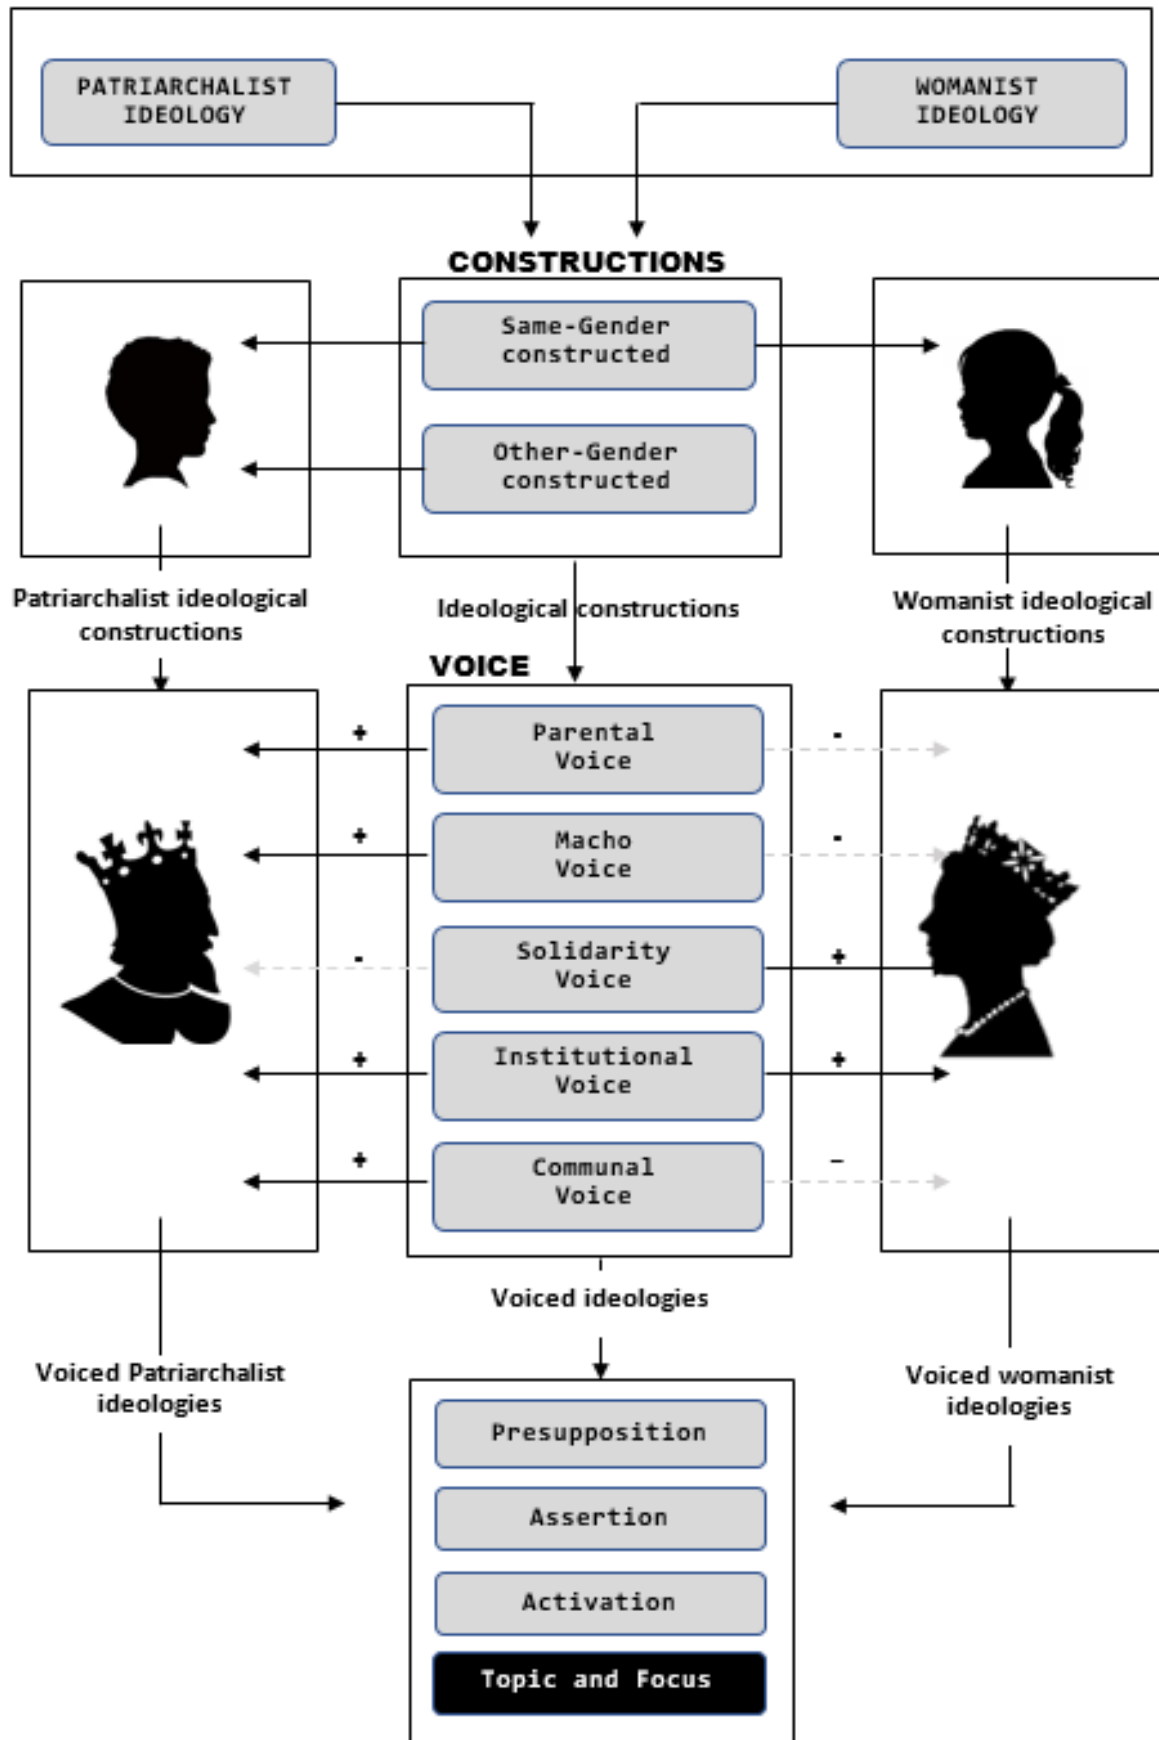 PATRIARCHALIST
IDEOLOGY
WOMANIST
IDEOLOGY
CONSTRUCTIONS
Same-Gender
constructed
Other-Gender
constructed
Patriarchalist ideological
constructions
Ideological constructions
Womanist ideological
constructions
VOICE
+
Parental
Voice
-
+
Macho
Voice
-
-
Solidarity
Voice
+
+
Institutional
Voice
+
+
Communal
Voice
–
Voiced ideologies
Voiced Patriarchalist
ideologies
Voiced womanist
ideologies
Presupposition
Assertion
Activation
Topic and Focus